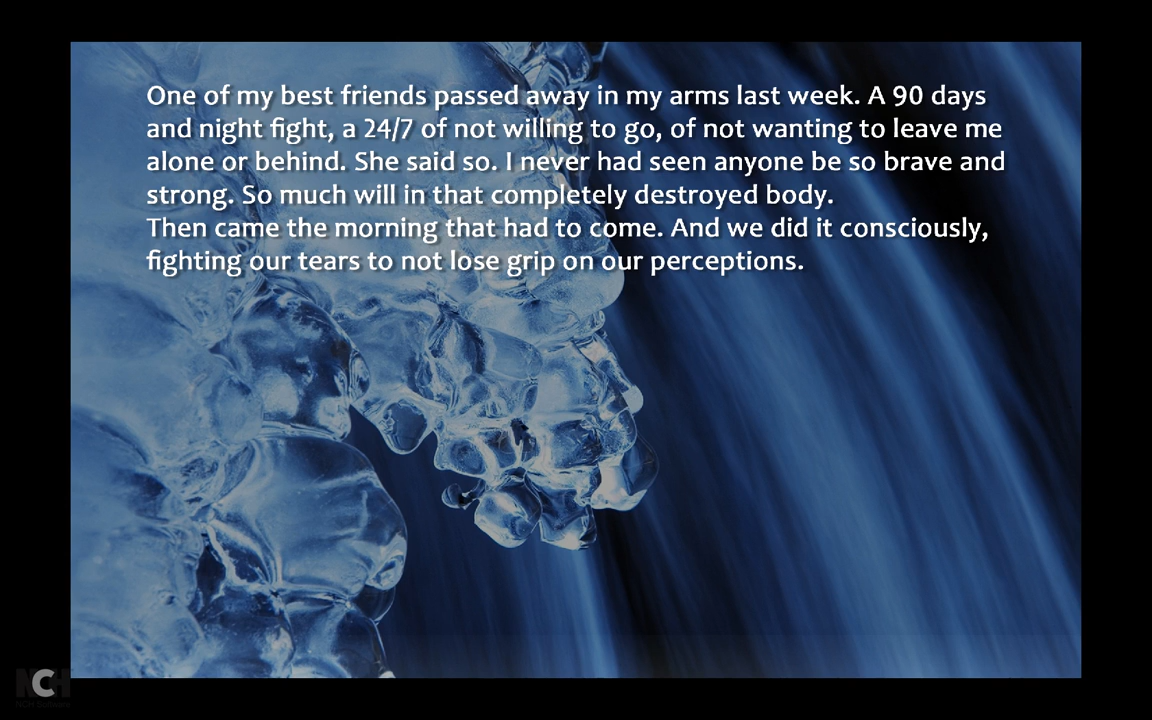 One of my best friends passed away in my arms last week. A 90 days
and night fight, a 24/7 of not willing to go, of not wanting to leave me
alone or behind. She said so. I never had seen anyone be so brave and
strong. So much will in that completely destroyed body.
Then came the morning that had to come. And we did it consciously,
fighting our tears to not lose grip on our perceptions.
NCH
NCH Software